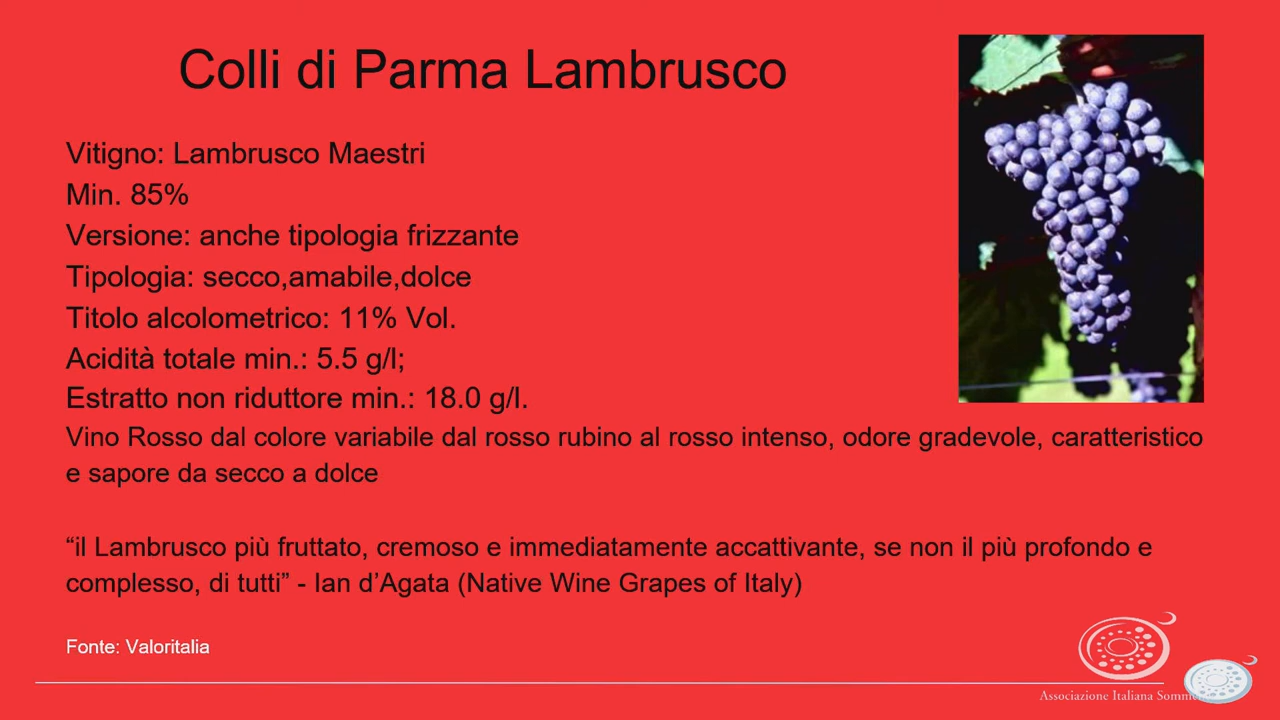 Colli di Parma Lambrusco
Vitigno: Lambrusco Maestri
Min. 85%
Versione: anche tipologia frizzante
Tipologia: secco,amabile,dolce
Titolo alcolometrico: 11% Vol.
Acidità totale min.: 5.5 g/l;
Estratto non riduttore min.: 18.0 g/l.
Vino Rosso dal colore variabile dal rosso rubino al rosso intenso, odore gradevole, caratteristico
e sapore da secco a dolce
“il Lambrusco più fruttato, cremoso e immediatamente accattivante, se non il più profondo e
complesso, di tutti” - Ian d’Agata (Native Wine Grapes of Italy)
Fonte: Valoritalia
Associazione Italiana